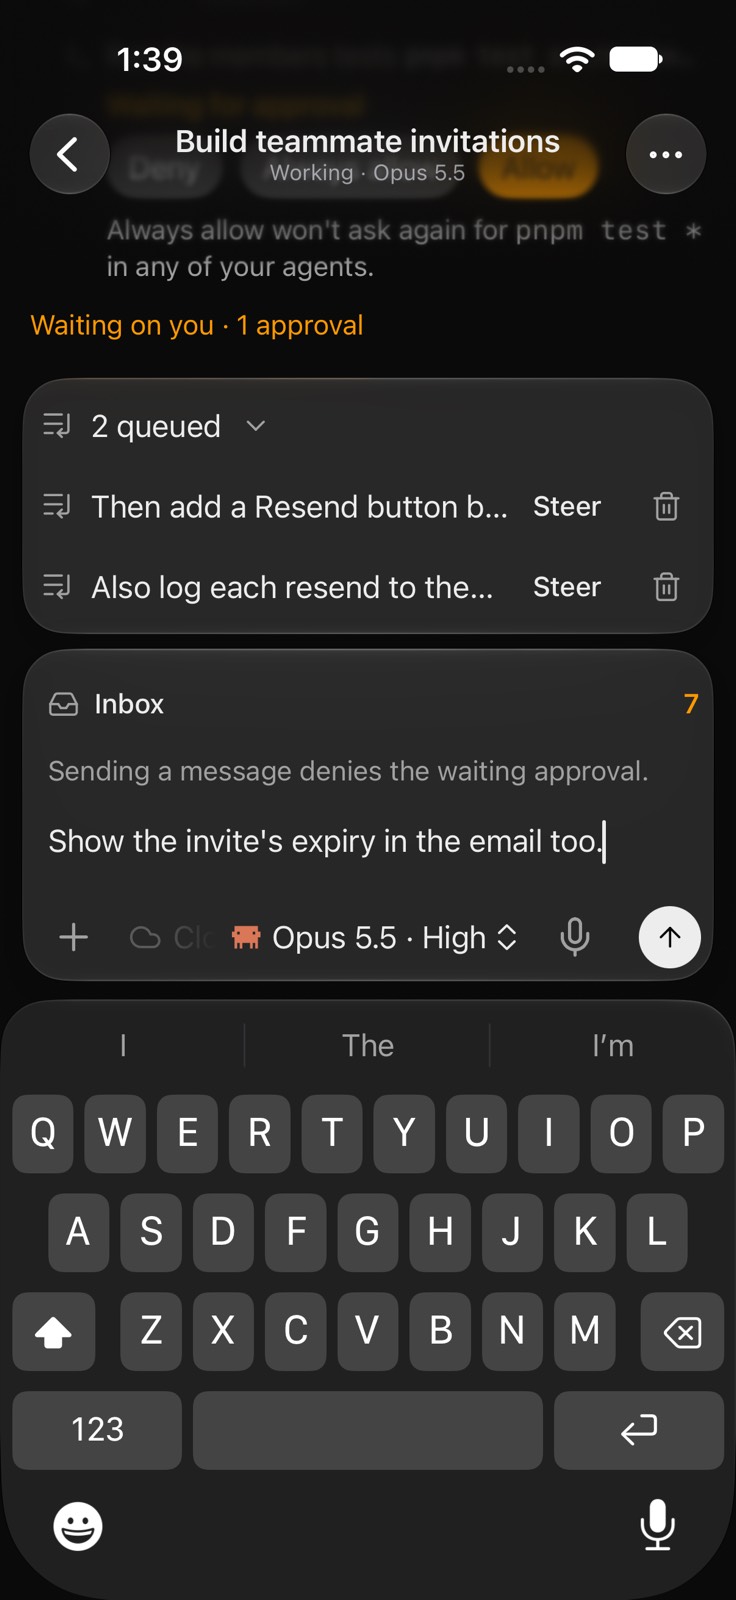 1:39
Build teammate invitations
Working · Opus 5.5
Deny
Allow
Always allow won't ask again for pnpm test *
in any of your agents.
Waiting on you · 1 approval
2 queued
Then add a Resend button b... Steer
Also log each resend to the... Steer
Inbox 7
Sending a message denies the waiting approval.
Show the invite's expiry in the email too.
Opus 5.5 · High
I The I'm
Q W E R T Y U I O P
A S D F G H J K L
Z X C V B N M
123